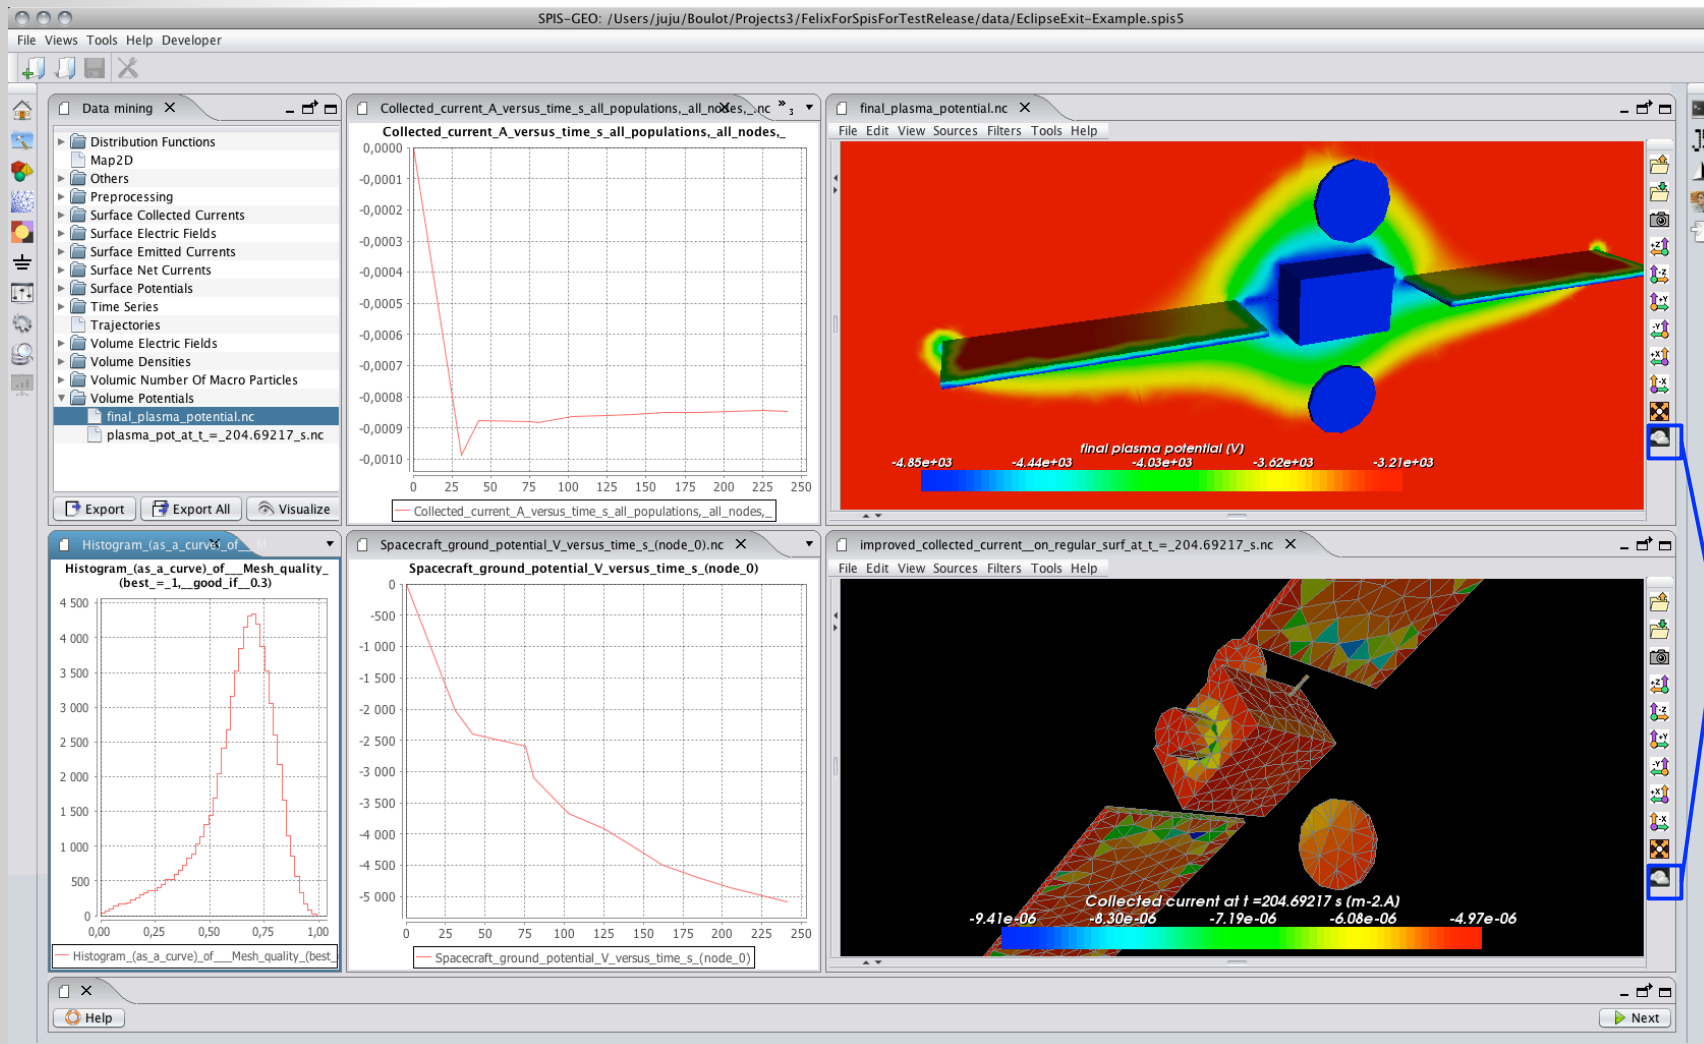 SPIS-GEO: /Users/juju/Boulot/Projects3/FelixForSpisForTestRelease/data/EclipseExit-Example.spis5
File Views Tools Help Developer
Data mining
Distribution Functions
Map2D
Others
Preprocessing
Surface Collected Currents
Surface Electric Fields
Surface Emitted Currents
Surface Net Currents
Surface Potentials
Time Series
Trajectories
Volume Electric Fields
Volume Densities
Volumic Number Of Macro Particles
Volume Potentials
final_plasma_potential.nc
plasma_pot_at_t_=_204.69217_s.nc
Export Export All Visualize
Collected_current_A_versus_time_s_all_populations,_all_nodes,_.nc
3
Collected_current_A_versus_time_s_all_populations,_all_nodes,_
0,0000
-0,0001
-0,0002
-0,0003
-0,0004
-0,0005
-0,0006
-0,0007
-0,0008
-0,0009
-0,0010
0 25 50 75 100 125 150 175 200 225 250
Collected_current_A_versus_time_s_all_populations,_all_nodes,_
final_plasma_potential.nc
File Edit View Sources Filters Tools Help
final plasma potential (V)
-4.85e+03 -4.44e+03 -4.03e+03 -3.62e+03 -3.21e+03
+Z
-Z
+Y
-Y
+X
-X
Histogram_(as_a_curve)_of___M
Histogram_(as_a_curve)_of___Mesh_quality_
(best_=_1,__good_if__0.3)
4 500
4 000
3 500
3 000
2 500
2 000
1 500
1 000
500
0
0,00 0,25 0,50 0,75 1,00
Histogram_(as_a_curve)_of___Mesh_quality_(best_
Spacecraft_ground_potential_V_versus_time_s_(node_0).nc
Spacecraft_ground_potential_V_versus_time_s_(node_0)
0
-500
-1 000
-1 500
-2 000
-2 500
-3 000
-3 500
-4 000
-4 500
-5 000
0 25 50 75 100 125 150 175 200 225 250
Spacecraft_ground_potential_V_versus_time_s_(node_0)
improved_collected_current__on_regular_surf_at_t_=_204.69217_s.nc
File Edit View Sources Filters Tools Help
Collected current at t =204.69217 s (m-2.A)
-9.41e-06 -8.30e-06 -7.19e-06 -6.08e-06 -4.97e-06
+Z
-Z
+Y
-Y
+X
-X
Help
Next